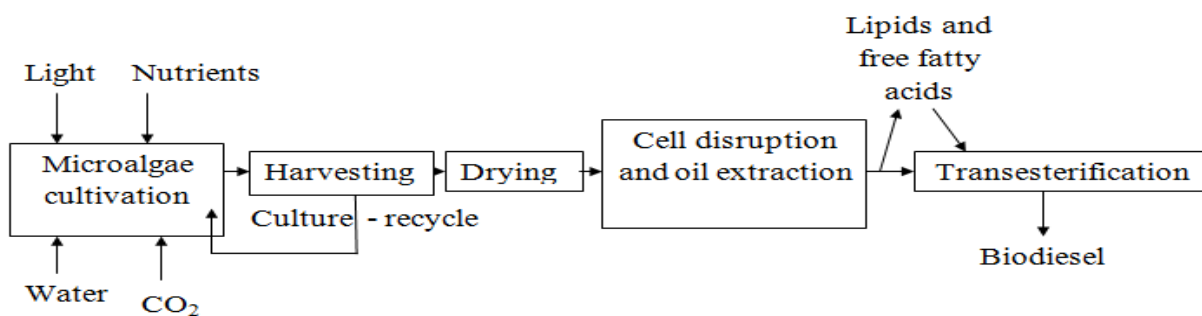 Lipids and
free fatty
acids
Light
Nutrients
Microalgae
cultivation
Harvesting
Drying
Cell disruption
and oil extraction
Transesterification
Culture - recycle
Water
CO₂
Biodiesel